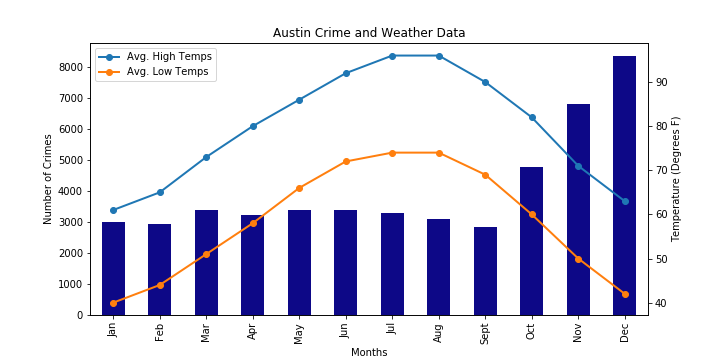 Austin Crime and Weather Data
Avg. High Temps
Avg. Low Temps
Number of Crimes
8000
7000
6000
5000
4000
3000
2000
1000
0
90
80
70
60
50
40
Temperature (Degrees F)
Jan
Feb
Mar
Apr
May
Jun
Jul
Aug
Sept
Oct
Nov
Dec
Months